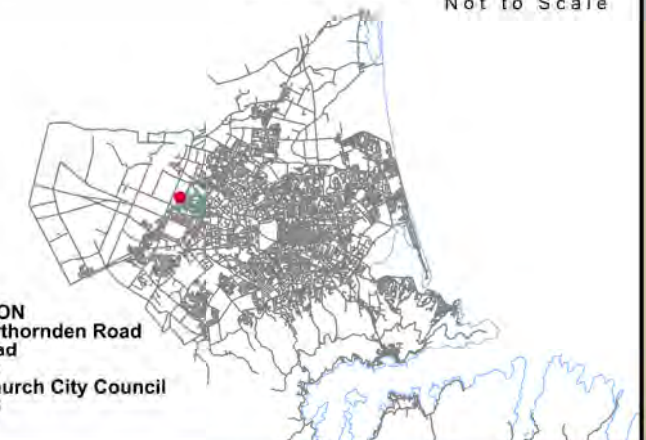 Not to Scale
ON
thornden Road
ad
urch City Council